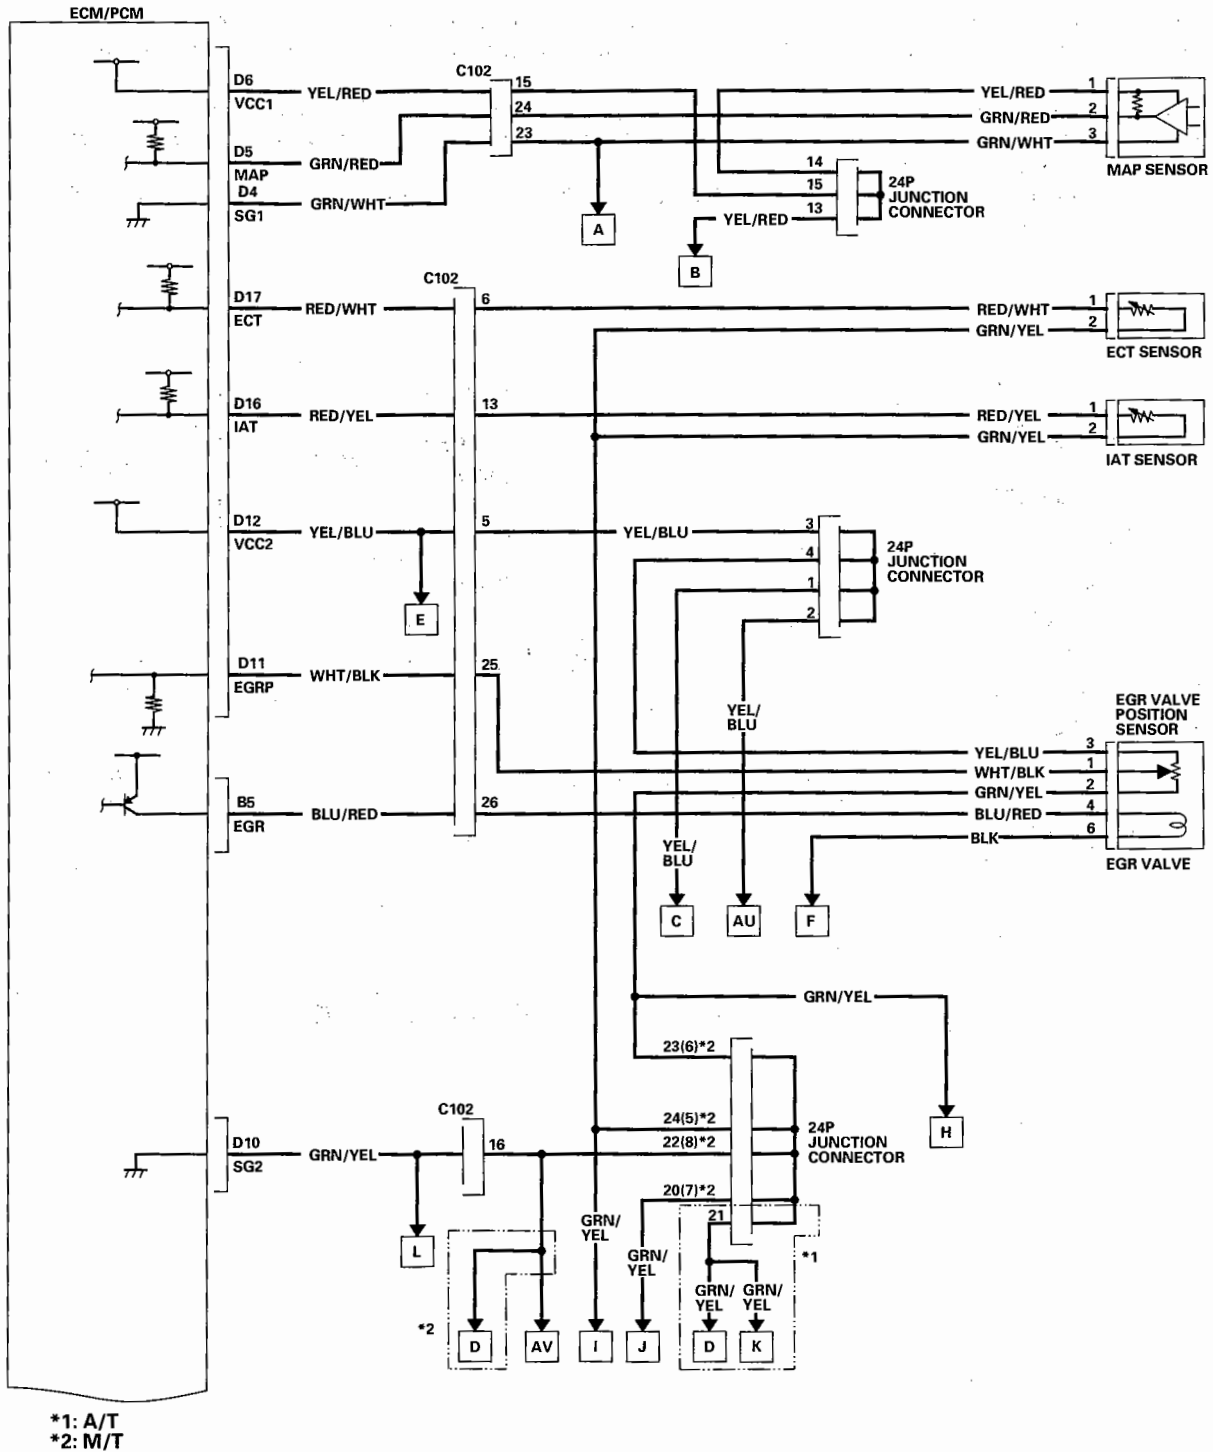 ECM/PCM
D6
VCC1
YEL/RED
C102
15
24
23
YEL/RED
GRN/RED
GRN/WHT
1
2
3
MAP SENSOR
D5
MAP
GRN/RED
D4
SG1
GRN/WHT
A
14
15
13
24P
JUNCTION
CONNECTOR
YEL/RED
B
C102
D17
ECT
RED/WHT
6
RED/WHT
GRN/YEL
1
2
ECT SENSOR
D16
IAT
RED/YEL
13
RED/YEL
GRN/YEL
1
2
IAT SENSOR
D12
VCC2
YEL/BLU
5
YEL/BLU
3
4
1
2
24P
JUNCTION
CONNECTOR
E
D11
EGRP
WHT/BLK
25
YEL/
BLU
EGR VALVE
POSITION
SENSOR
YEL/BLU
3
WHT/BLK
1
GRN/YEL
2
BLU/RED
4
BLK
6
EGR VALVE
B5
EGR
BLU/RED
26
YEL/
BLU
C
AU
F
GRN/YEL
H
23(6)*2
24(5)*2
22(8)*2
20(7)*2
21
24P
JUNCTION
CONNECTOR
C102
D10
SG2
GRN/YEL
16
L
GRN/
YEL
GRN/
YEL
*1
GRN/
YEL
GRN/
YEL
*2
D
AV
I
J
D
K
*1: A/T
*2: M/T